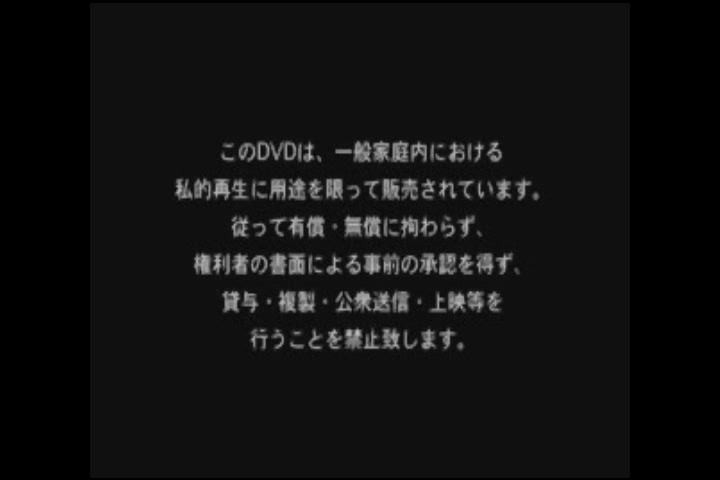 このDVDは、一般家庭内における
私的再生に用途を限って販売されています。
従って有償・無償に拘わらず、
権利者の書面による事前の承認を得ず、
貸与・複製・公衆送信・上映等を
行うことを禁止致します。